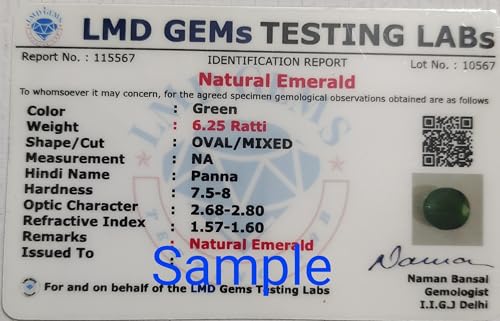 LMD GEMs TESTING LABs
Report No. : 115567 IDENTIFICATION REPORT Lot No. : 10567
Natural Emerald
To whomsoever it may concern, for the agreed specimen gemological observations obtained are as follows
Color : Green
Weight : 6.25 Ratti
Shape/Cut : OVAL/MIXED
Measurement : NA
Hindi Name : Panna
Hardness : 7.5-8
Optic Character : 2.68-2.80
Refractive Index : 1.57-1.60
Remarks : Natural Emerald
Issued To :
Sample
Naman
Naman Bansal
Gemologist
I.I.G.J Delhi
For and on behalf of the LMD Gems Testing Labs